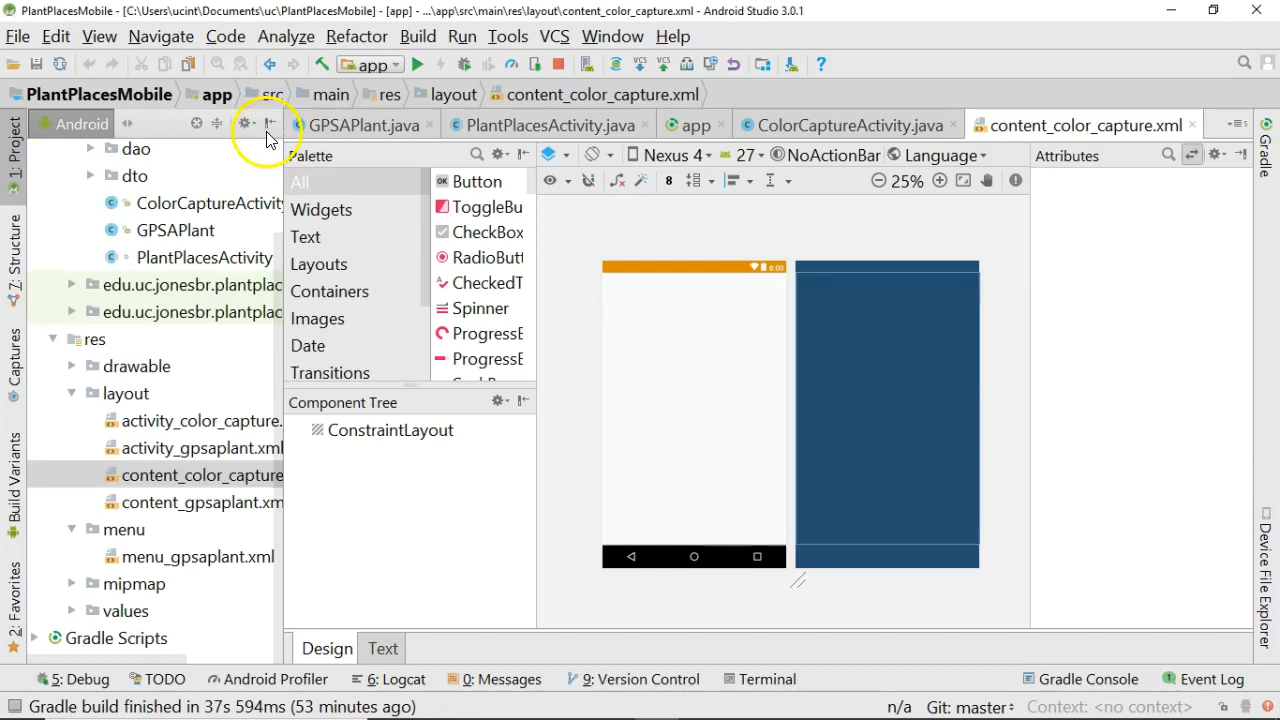 PlantPlacesMobile - [C:\Users\ucint\Documents\uc\PlantPlacesMobile] - [app] - ...\app\src\main\res\layout\content_color_capture.xml - Android Studio 3.0.1
File Edit View Navigate Code Analyze Refactor Build Run Tools VCS Window Help
app
PlantPlacesMobile app src main res layout content_color_capture.xml
Android
GPSAPlant.java PlantPlacesActivity.java app ColorCaptureActivity.java content_color_capture.xml
Palette
Nexus 4 27 NoActionBar Language
Attributes
25%
8
1: Project
Z: Structure
Captures
Build Variants
2: Favorites
dao
dto
ColorCaptureActivity
GPSAPlant
PlantPlacesActivity
edu.uc.jonesbr.plantplac
edu.uc.jonesbr.plantplac
res
drawable
layout
activity_color_capture.
activity_gpsaplant.xml
content_color_capture
content_gpsaplant.xm
menu
menu_gpsaplant.xml
mipmap
values
Gradle Scripts
All
Widgets
Text
Layouts
Containers
Images
Date
Transitions
OK Button
ToggleBu
CheckBox
RadioButt
CheckedT
Spinner
ProgressB
ProgressB
Component Tree
ConstraintLayout
8:00
Gradle
Device File Explorer
Design Text
5: Debug TODO Android Profiler 6: Logcat 0: Messages 9: Version Control Terminal Gradle Console 1 Event Log
Gradle build finished in 37s 594ms (53 minutes ago) n/a Git: master Context: <no context>